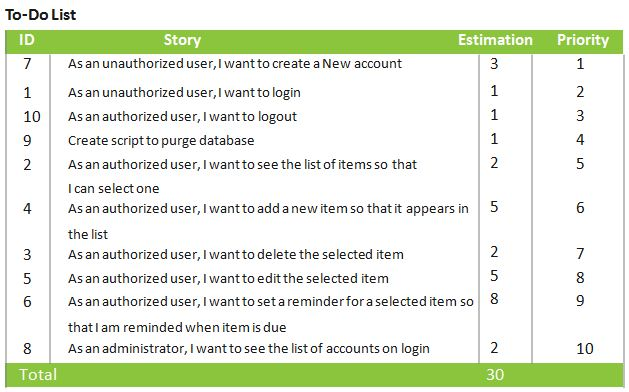 To-Do List
ID Story Estimation Priority
7 As an unauthorized user, I want to create a New account 3 1
1 As an unauthorized user, I want to login 1 2
10 As an authorized user, I want to logout 1 3
9 Create script to purge database 1 4
2 As an authorized user, I want to see the list of items so that 2 5
I can select one
4 As an authorized user, I want to add a new item so that it appears in 5 6
the list
3 As an authorized user, I want to delete the selected item 2 7
5 As an authorized user, I want to edit the selected item 5 8
6 As an authorized user, I want to set a reminder for a selected item so 8 9
that I am reminded when item is due
8 As an administrator, I want to see the list of accounts on login 2 10
Total 30